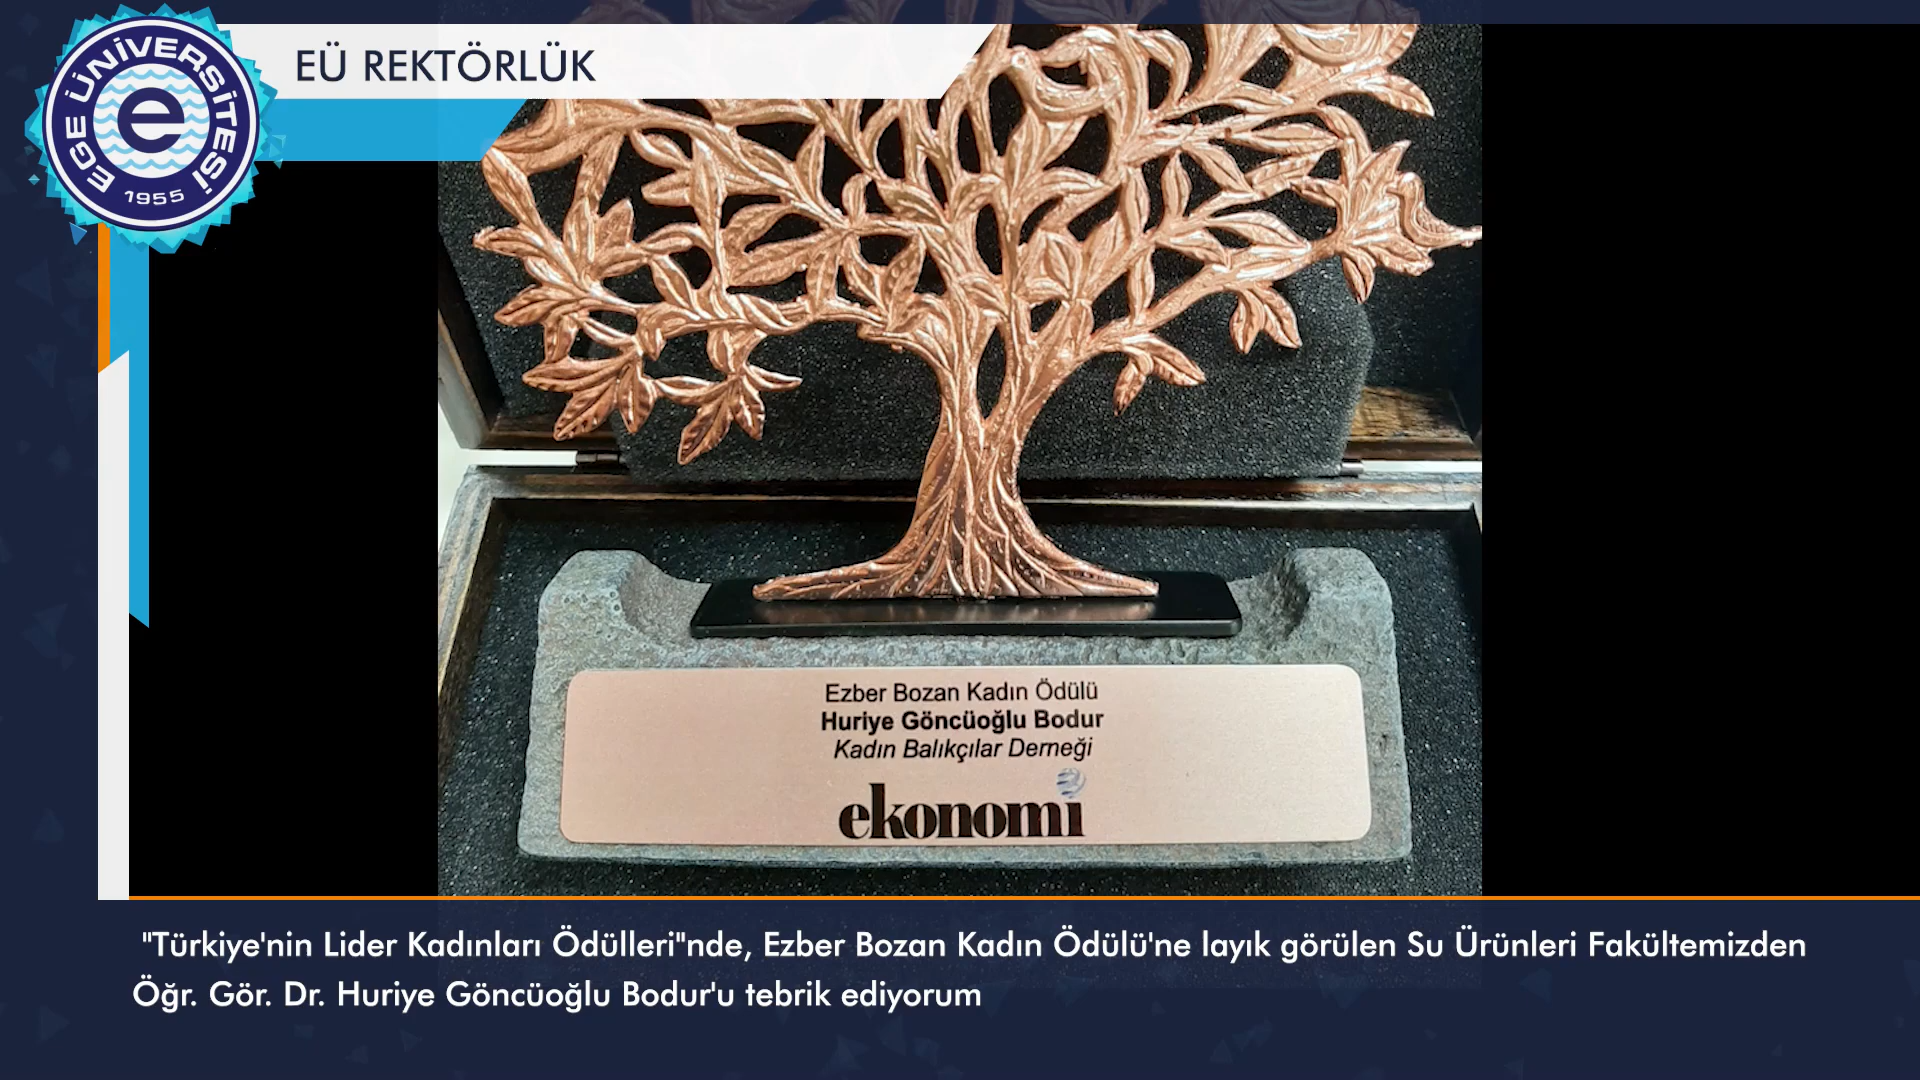 EGE ÜNİVERSİTESİ
e
1955
EÜ REKTÖRLÜK
Ezber Bozan Kadın Ödülü
Huriye Göncüoğlu Bodur
Kadın Balıkçılar Derneği
ekonomi
"Türkiye'nin Lider Kadınları Ödülleri"nde, Ezber Bozan Kadın Ödülü'ne layık görülen Su Ürünleri Fakültemizden
Öğr. Gör. Dr. Huriye Göncüoğlu Bodur'u tebrik ediyorum